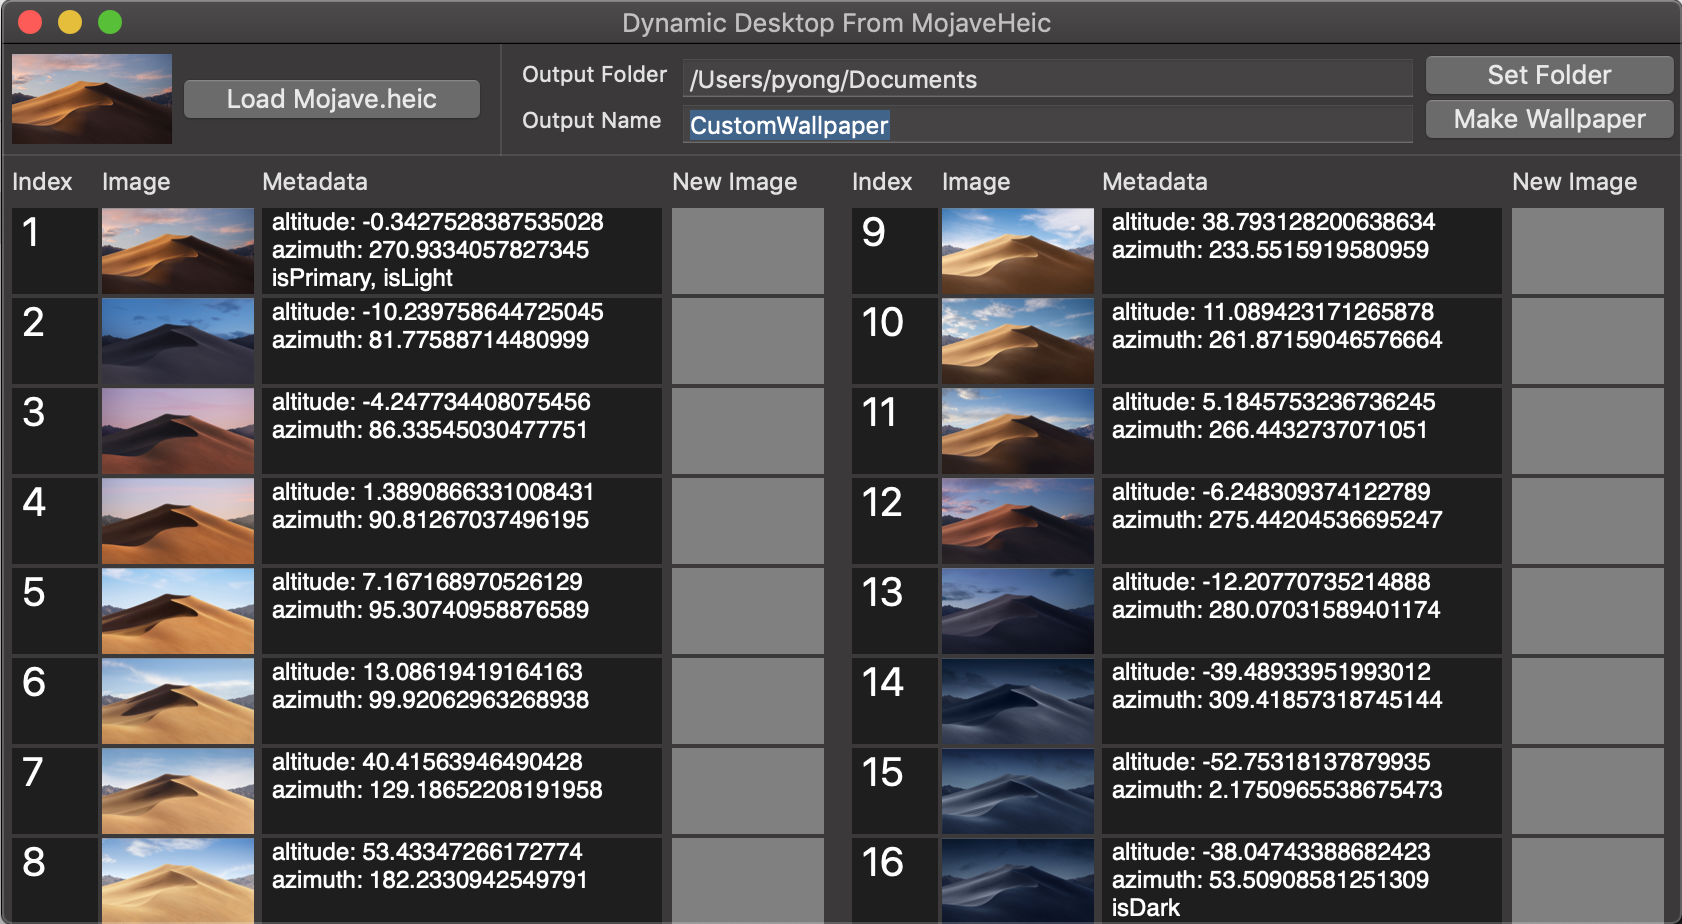 Dynamic Desktop From MojaveHeic
Load Mojave.heic
Output Folder
/Users/pyong/Documents
Set Folder
Output Name
CustomWallpaper
Make Wallpaper
Index Image Metadata New Image
1
altitude: -0.3427528387535028
azimuth: 270.9334057827345
isPrimary, isLight
2
altitude: -10.239758644725045
azimuth: 81.77588714480999
3
altitude: -4.247734408075456
azimuth: 86.33545030477751
4
altitude: 1.3890866331008431
azimuth: 90.81267037496195
5
altitude: 7.167168970526129
azimuth: 95.30740958876589
6
altitude: 13.08619419164163
azimuth: 99.92062963268938
7
altitude: 40.41563946490428
azimuth: 129.18652208191958
8
altitude: 53.43347266172774
azimuth: 182.2330942549791
Index Image Metadata New Image
9
altitude: 38.793128200638634
azimuth: 233.5515919580959
10
altitude: 11.089423171265878
azimuth: 261.87159046576664
11
altitude: 5.1845753236736245
azimuth: 266.4432737071051
12
altitude: -6.248309374122789
azimuth: 275.44204536695247
13
altitude: -12.20770735214888
azimuth: 280.07031589401174
14
altitude: -39.48933951993012
azimuth: 309.41857318745144
15
altitude: -52.75318137879935
azimuth: 2.1750965538675473
16
altitude: -38.04743388682423
azimuth: 53.50908581251309
isDark